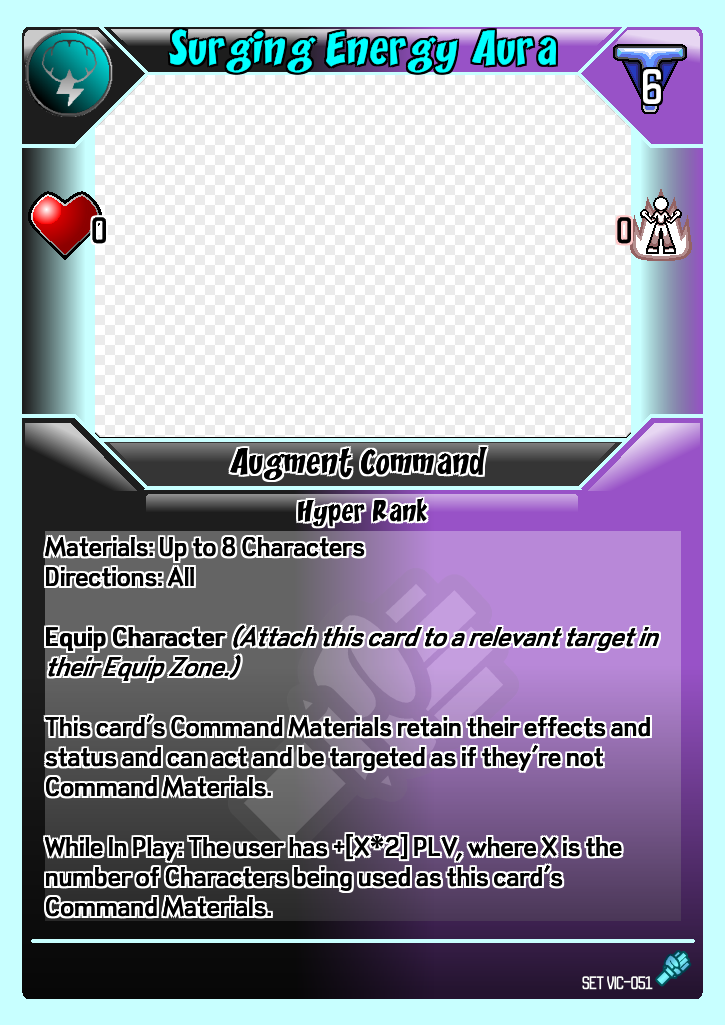 Surging Energy Aura
6
0
0
Augment Command
Hyper Rank
Materials: Up to 8 Characters
Directions: All
Equip Character (Attach this card to a relevant target in
their Equip Zone.)
This card's Command Materials retain their effects and
status and can act and be targeted as if they're not
Command Materials.
While In Play: The user has +[X*2] PLV, where X is the
number of Characters being used as this card's
Command Materials.
SET VIC-051